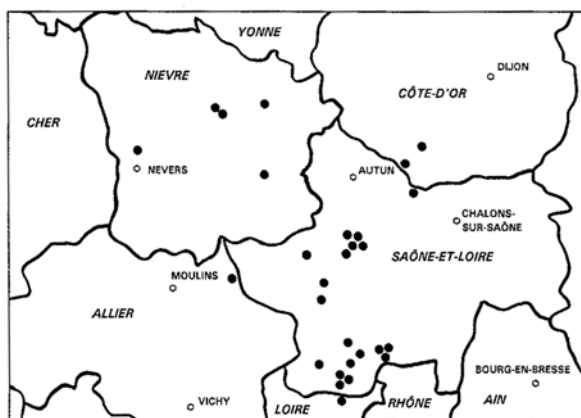 YONNE
NIEVRE
DIJON
CÔTE-D'OR
CHER
NEVERS
AUTUN
CHALONS-
SUR-SAÔNE
SAÔNE-ET-LOIRE
MOULINS
ALLIER
BOURG-EN-BRESSE
VICHY
LOIRE
RHÔNE
AIN